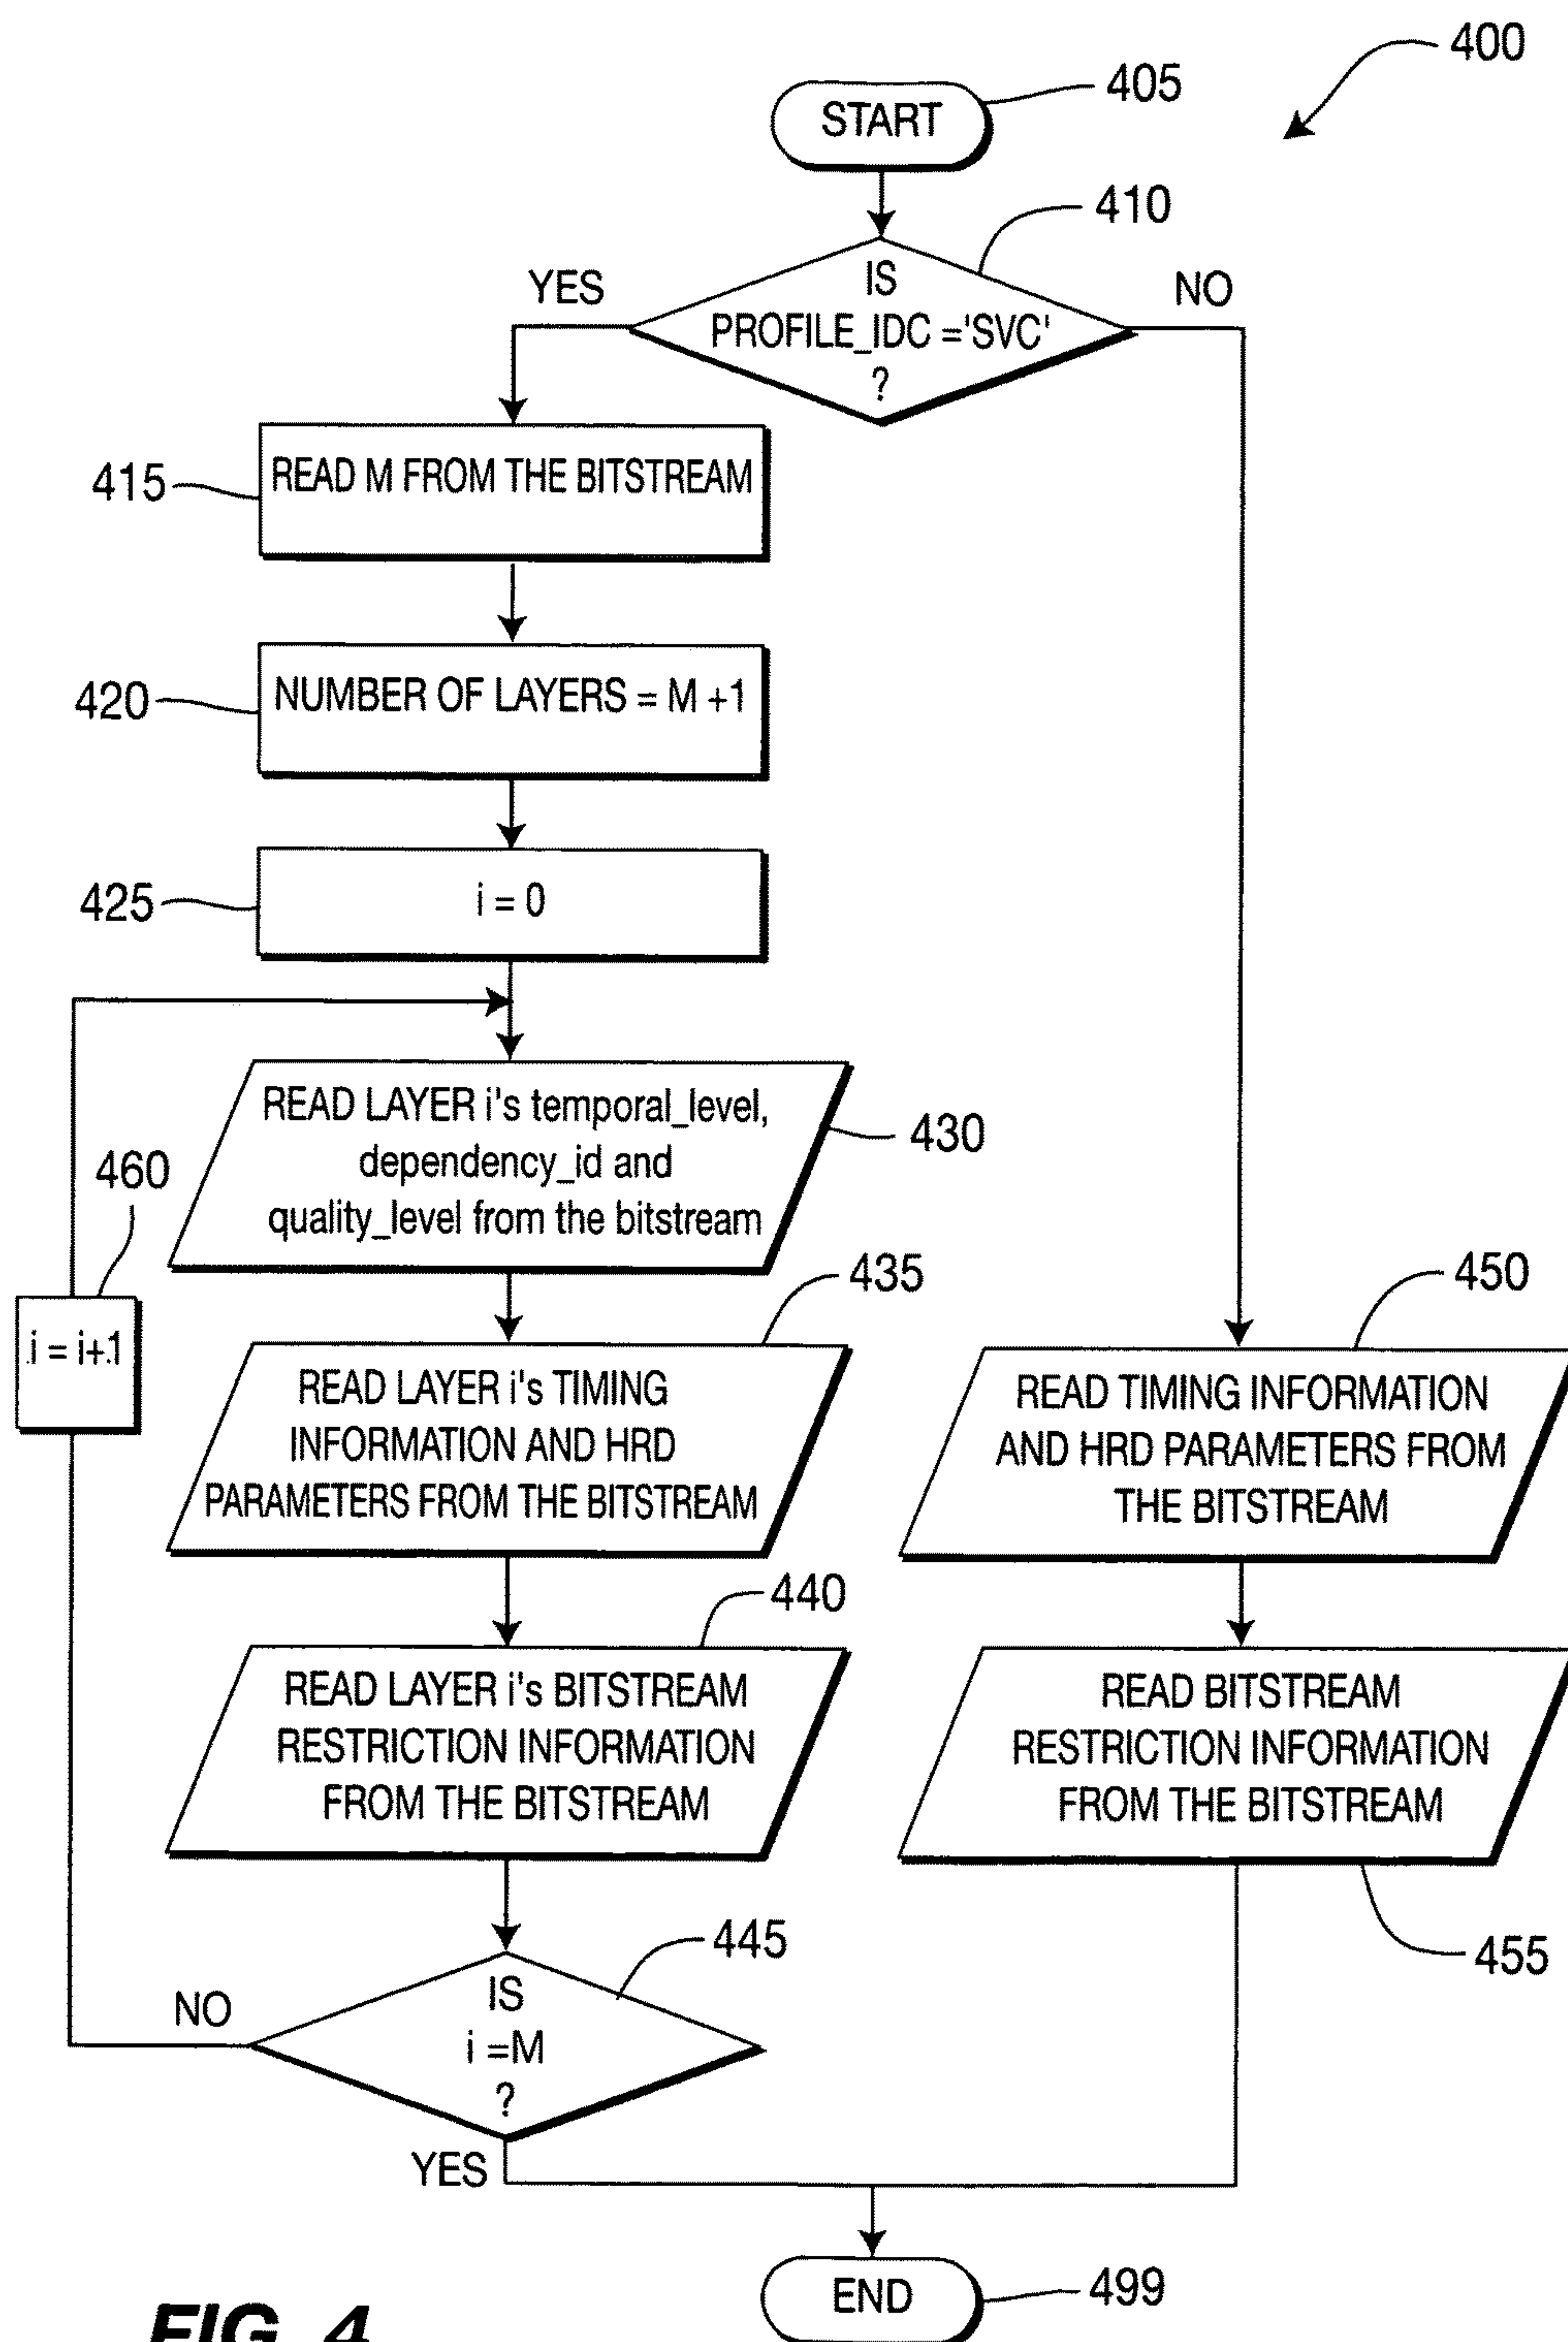 400
START
405
410
IS
PROFILE_IDC ='SVC'
?
YES
NO
415
READ M FROM THE BITSTREAM
420
NUMBER OF LAYERS = M +1
425
i = 0
READ LAYER i's temporal_level,
dependency_id and
quality_level from the bitstream
430
460
i = i+1
435
READ LAYER i's TIMING
INFORMATION AND HRD
PARAMETERS FROM THE BITSTREAM
450
READ TIMING INFORMATION
AND HRD PARAMETERS FROM
THE BITSTREAM
440
READ LAYER i's BITSTREAM
RESTRICTION INFORMATION
FROM THE BITSTREAM
READ BITSTREAM
RESTRICTION INFORMATION
FROM THE BITSTREAM
455
445
IS
i =M
?
NO
YES
END
499
FIG. 4